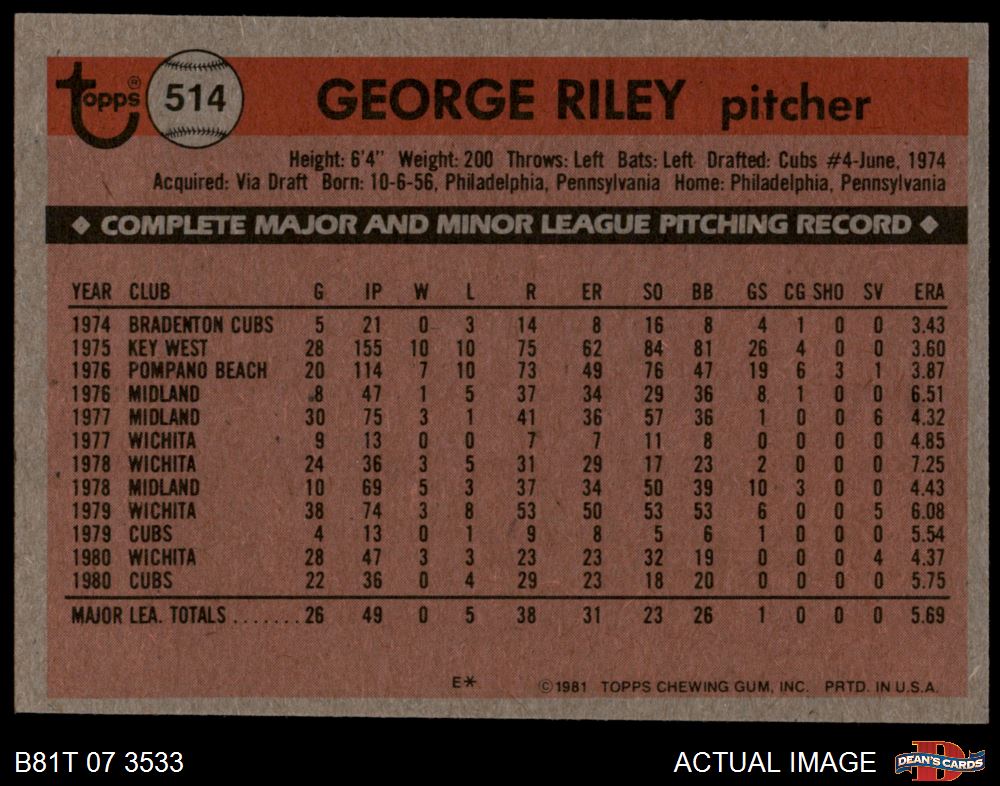 Topps® 514 GEORGE RILEY pitcher
Height: 6'4" Weight: 200 Throws: Left Bats: Left Drafted: Cubs #4-June, 1974
Acquired: Via Draft Born: 10-6-56, Philadelphia, Pennsylvania Home: Philadelphia, Pennsylvania
◆ COMPLETE MAJOR AND MINOR LEAGUE PITCHING RECORD ◆
YEAR CLUB G IP W L R ER SO BB GS CG SHO SV ERA
1974 BRADENTON CUBS 5 21 0 3 14 8 16 8 4 1 0 0 3.43
1975 KEY WEST 28 155 10 10 75 62 84 81 26 4 0 0 3.60
1976 POMPANO BEACH 20 114 7 10 73 49 76 47 19 6 3 1 3.87
1976 MIDLAND 8 47 1 5 37 34 29 36 8 1 0 0 6.51
1977 MIDLAND 30 75 3 1 41 36 57 36 1 0 0 6 4.32
1977 WICHITA 9 13 0 0 7 7 11 8 0 0 0 0 4.85
1978 WICHITA 24 36 3 5 31 29 17 23 2 0 0 0 7.25
1978 MIDLAND 10 69 5 3 37 34 50 39 10 3 0 0 4.43
1979 WICHITA 38 74 3 8 53 50 53 53 6 0 0 5 6.08
1979 CUBS 4 13 0 1 9 8 5 6 1 0 0 0 5.54
1980 WICHITA 28 47 3 3 23 23 32 19 0 0 0 4 4.37
1980 CUBS 22 36 0 4 29 23 18 20 0 0 0 0 5.75
MAJOR LEA. TOTALS ....... 26 49 0 5 38 31 23 26 1 0 0 0 5.69
E* ©1981 TOPPS CHEWING GUM, INC. PRTD. IN U.S.A.
B81T 07 3533 ACTUAL IMAGE DEAN'S CARDS